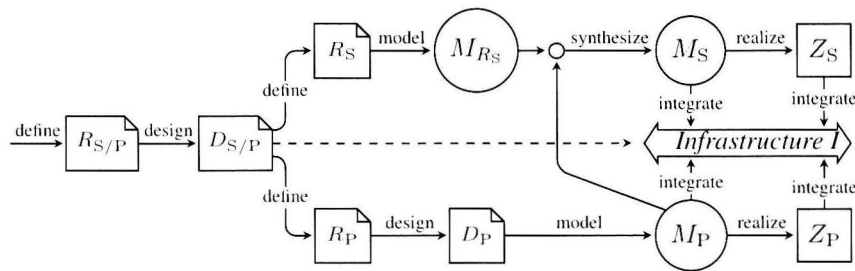 R_S model M_{R_S} synthesize M_S realize Z_S
define integrate integrate
define R_{S/P} design D_{S/P} Infrastructure I
define integrate integrate
R_P design D_P model M_P realize Z_P